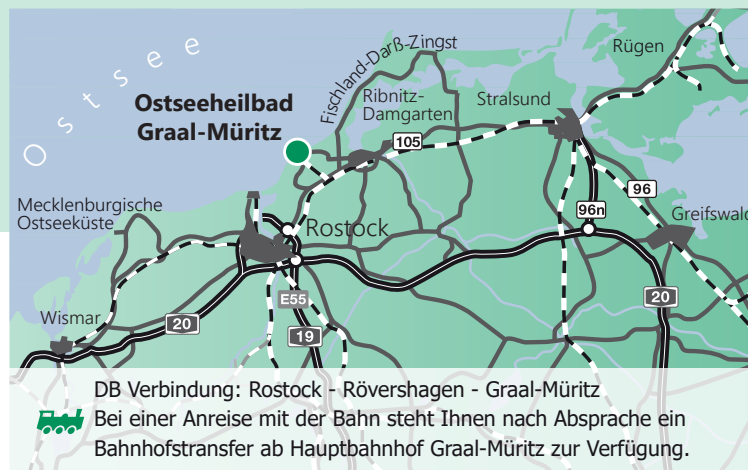 Ostsee
Fischland-Darß-Zingst
Rügen
Ostseeheilbad
Graal-Müritz
Ribnitz-
Damgarten
Stralsund
105
96
Mecklenburgische
Ostseeküste
96n
Greifswald
Rostock
E55
20
20
Wismar
19
DB Verbindung: Rostock - Rövershagen - Graal-Müritz
Bei einer Anreise mit der Bahn steht Ihnen nach Absprache ein
Bahnhofstransfer ab Hauptbahnhof Graal-Müritz zur Verfügung.